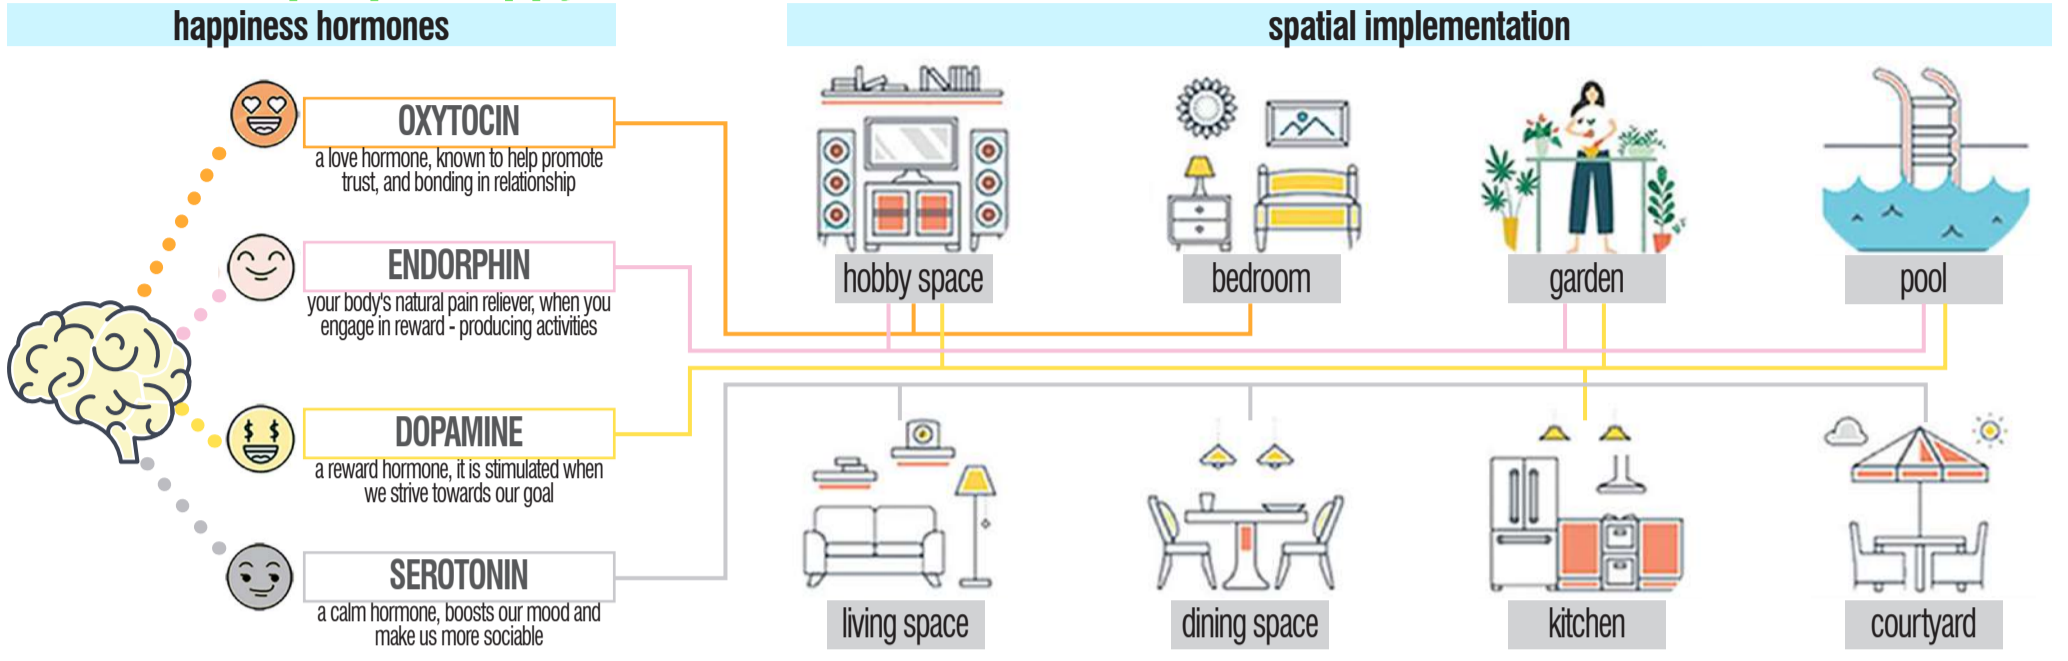 happiness hormones
spatial implementation
OXYTOCIN
a love hormone, known to help promote
trust, and bonding in relationship
ENDORPHIN
your body's natural pain reliever, when you
engage in reward - producing activities
DOPAMINE
a reward hormone, it is stimulated when
we strive towards our goal
SEROTONIN
a calm hormone, boosts our mood and
make us more sociable
hobby space
bedroom
garden
pool
living space
dining space
kitchen
courtyard